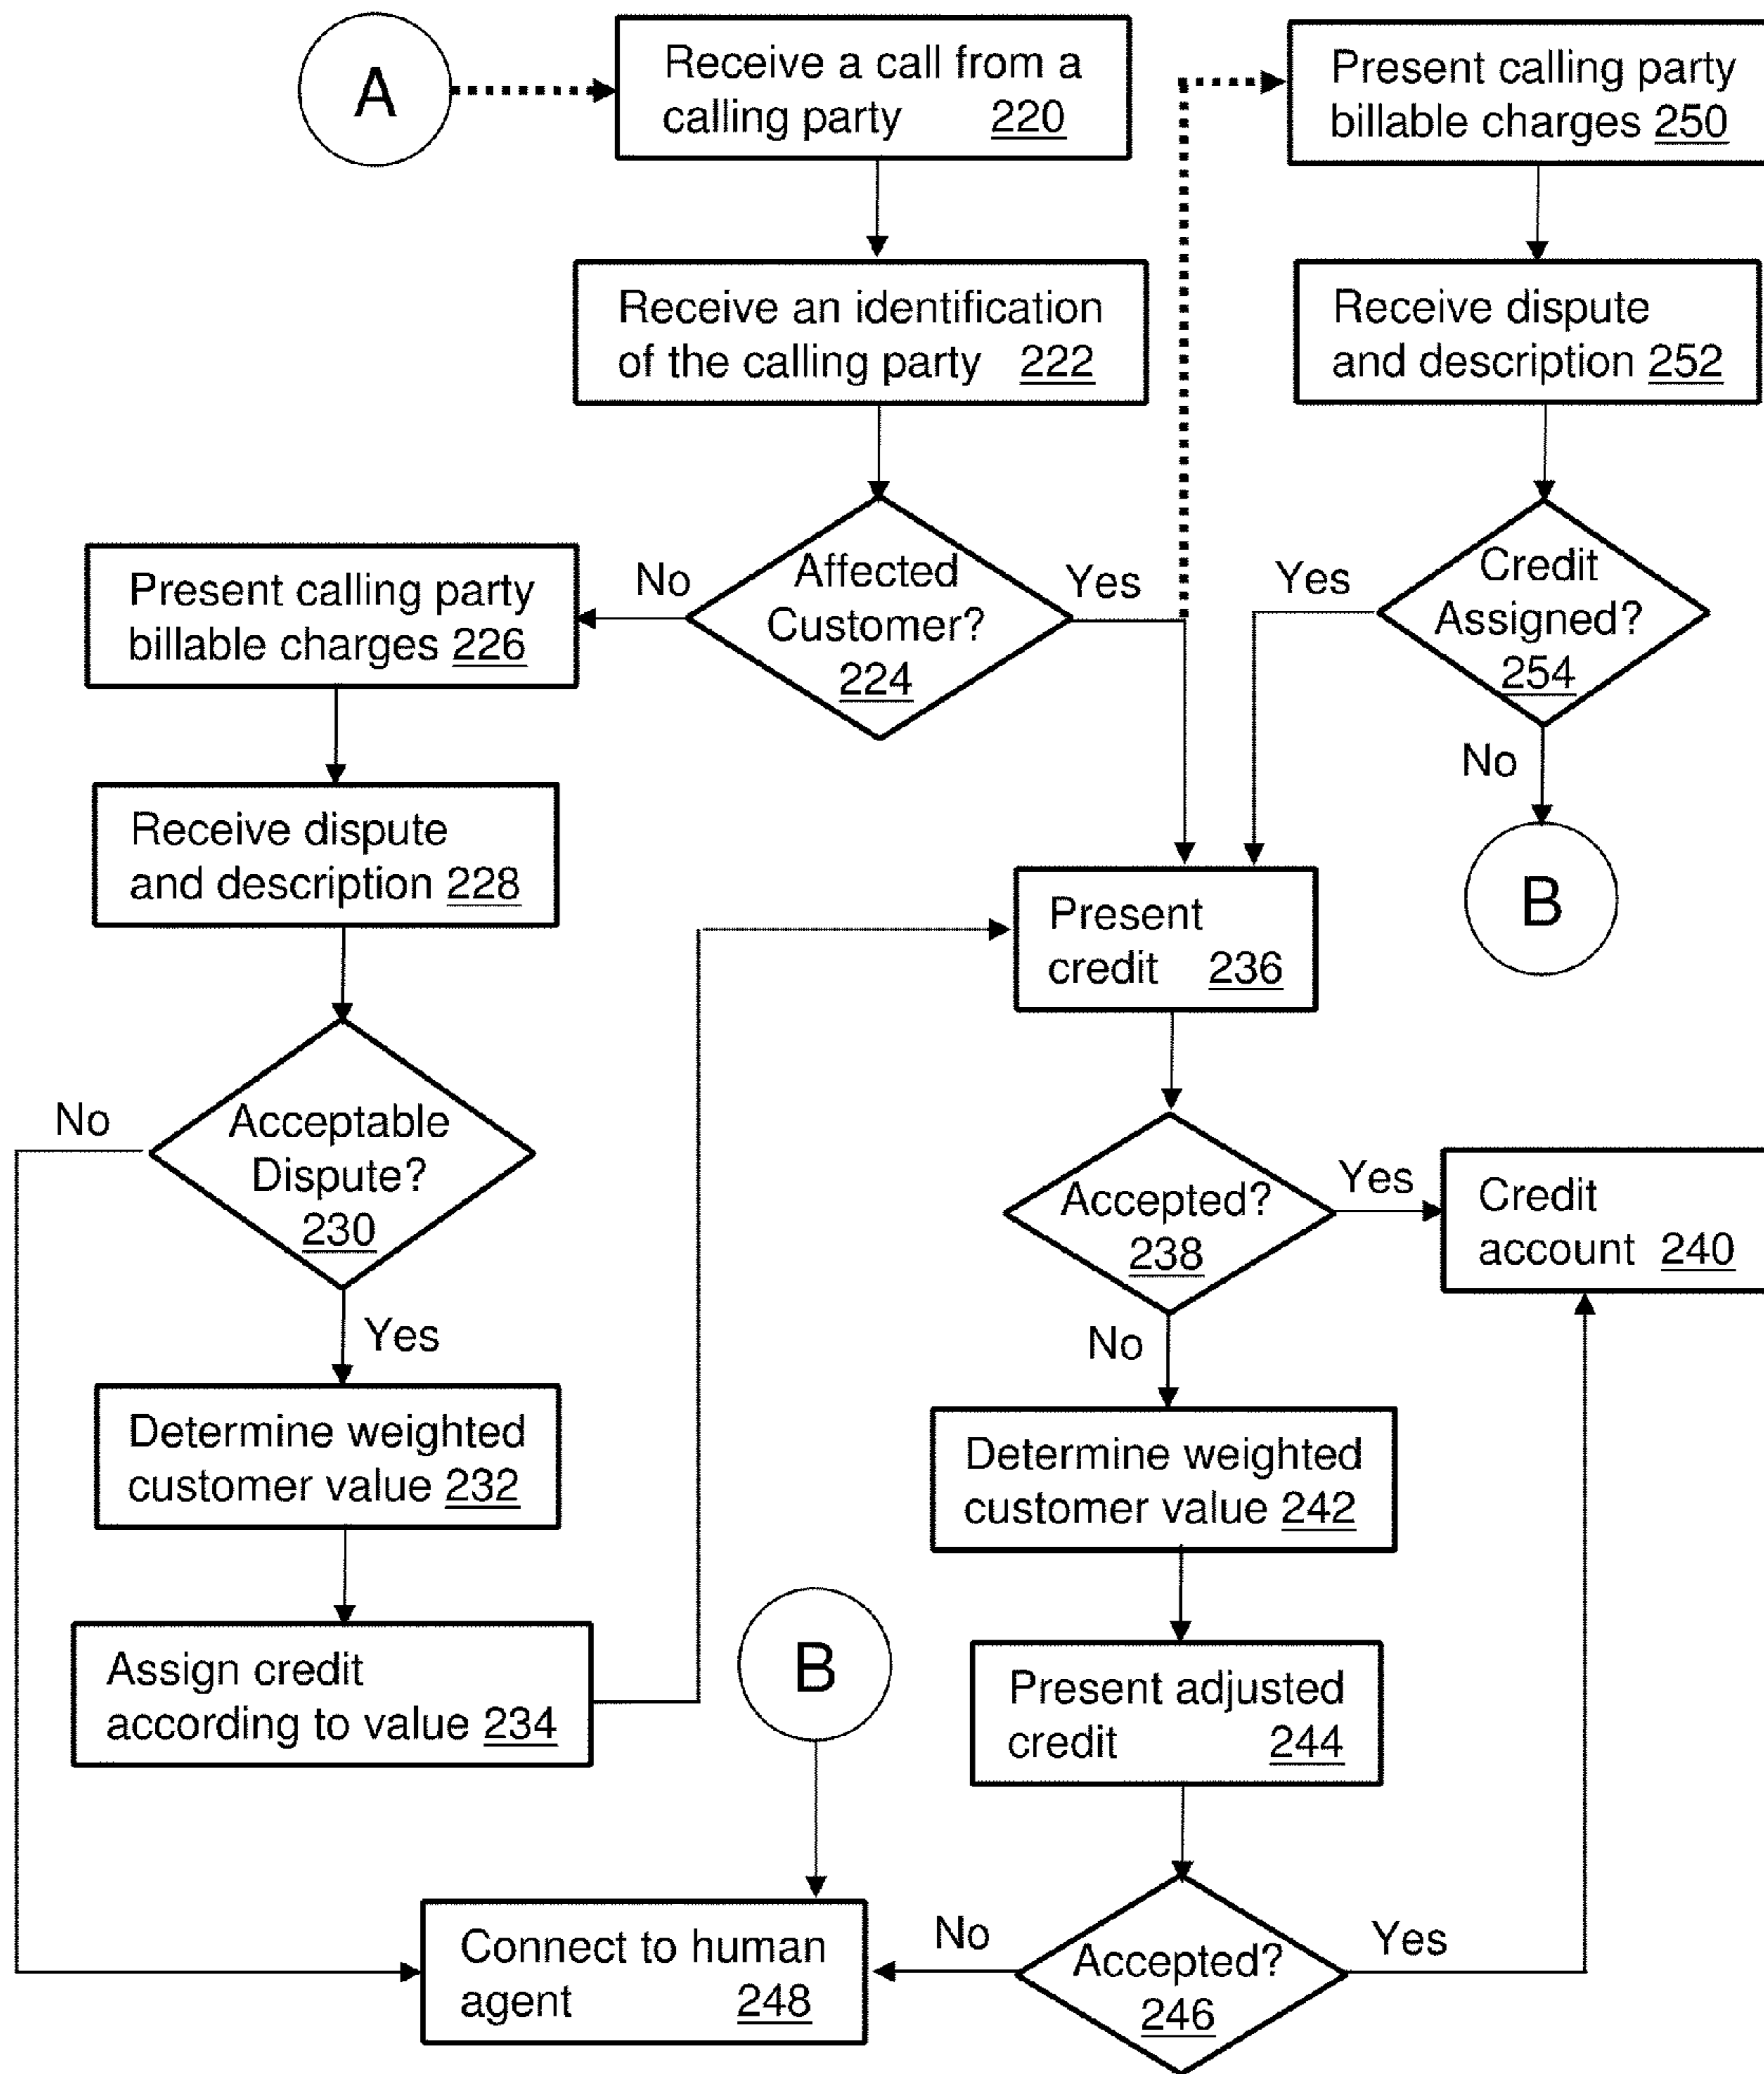 A
Receive a call from a
calling party 220
Present calling party
billable charges 250
Receive an identification
of the calling party 222
Receive dispute
and description 252
Affected
Customer?
224
No
Yes
Credit
Assigned?
254
Yes
No
B
Present calling party
billable charges 226
Receive dispute
and description 228
Present
credit 236
Acceptable
Dispute?
230
No
Yes
Accepted?
238
Yes
No
Credit
account 240
Determine weighted
customer value 232
Determine weighted
customer value 242
Assign credit
according to value 234
B
Present adjusted
credit 244
Connect to human
agent 248
No
Accepted?
246
Yes